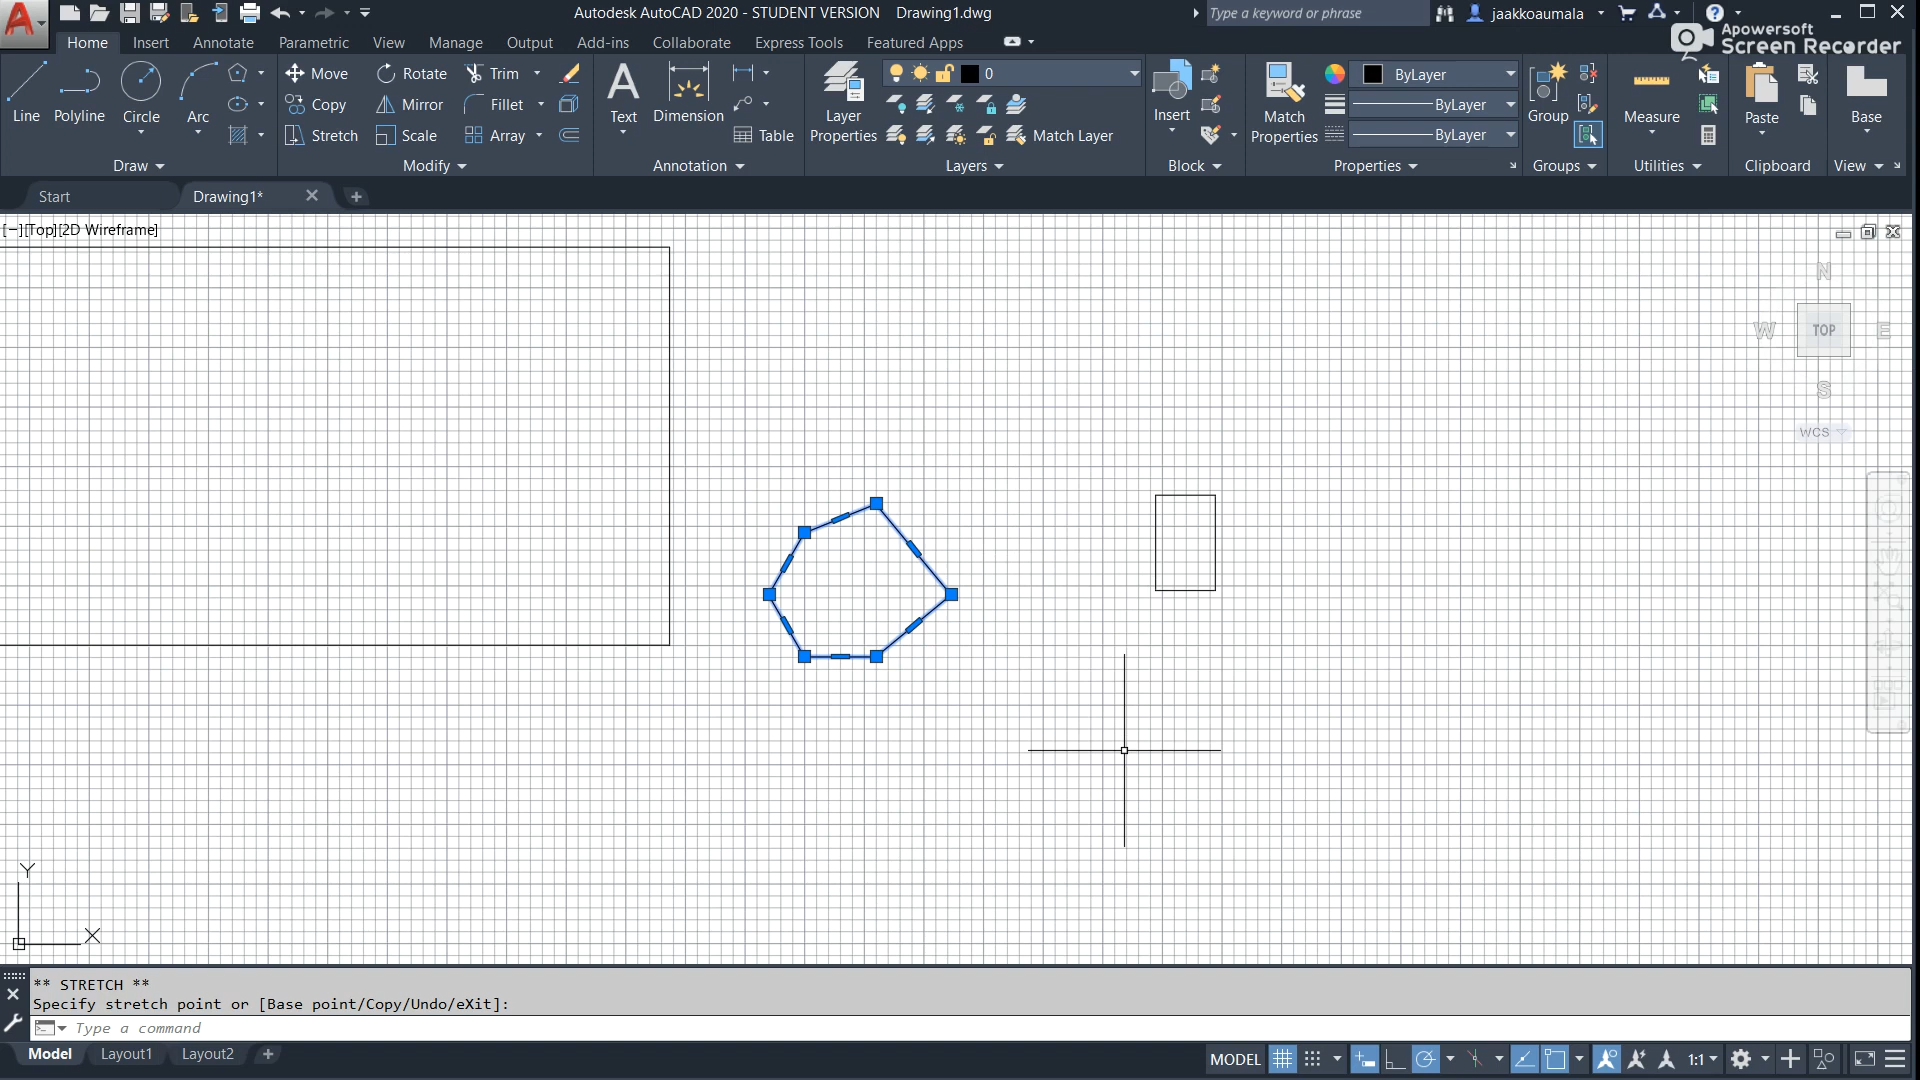 Autodesk AutoCAD 2020 - STUDENT VERSION Drawing1.dwg
Type a keyword or phrase
jaakkoaumala
Apowersoft
Screen Recorder
Home Insert Annotate Parametric View Manage Output Add-ins Collaborate Express Tools Featured Apps
Line Polyline Circle Arc
Move Rotate Trim
Copy Mirror Fillet
Stretch Scale Array
Text Dimension Table
Layer Properties
0
Match Layer
Insert
Match Properties
ByLayer
ByLayer
ByLayer
Group
Measure
Paste
Base
Draw Modify Annotation Layers Block Properties Groups Utilities Clipboard View
Start Drawing1*
[−][Top][2D Wireframe]
N
W TOP E
S
WCS
Y
X
** STRETCH **
Specify stretch point or [Base point/Copy/Undo/eXit]:
Type a command
Model Layout1 Layout2
MODEL 1:1